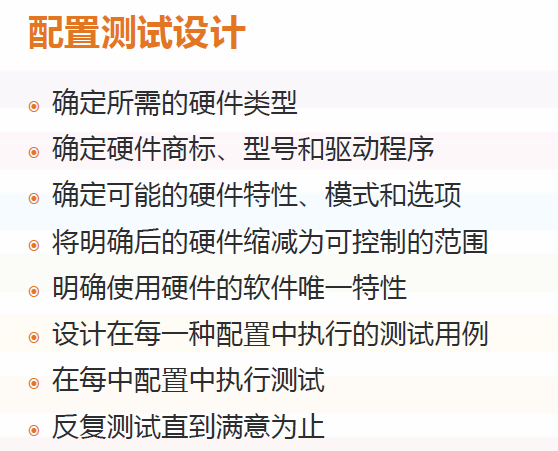 配置测试设计
确定所需的硬件类型
确定硬件商标、型号和驱动程序
确定可能的硬件特性、模式和选项
将明确后的硬件缩减为可控制的范围
明确使用硬件的软件唯一特性
设计在每一种配置中执行的测试用例
在每中配置中执行测试
反复测试直到满意为止